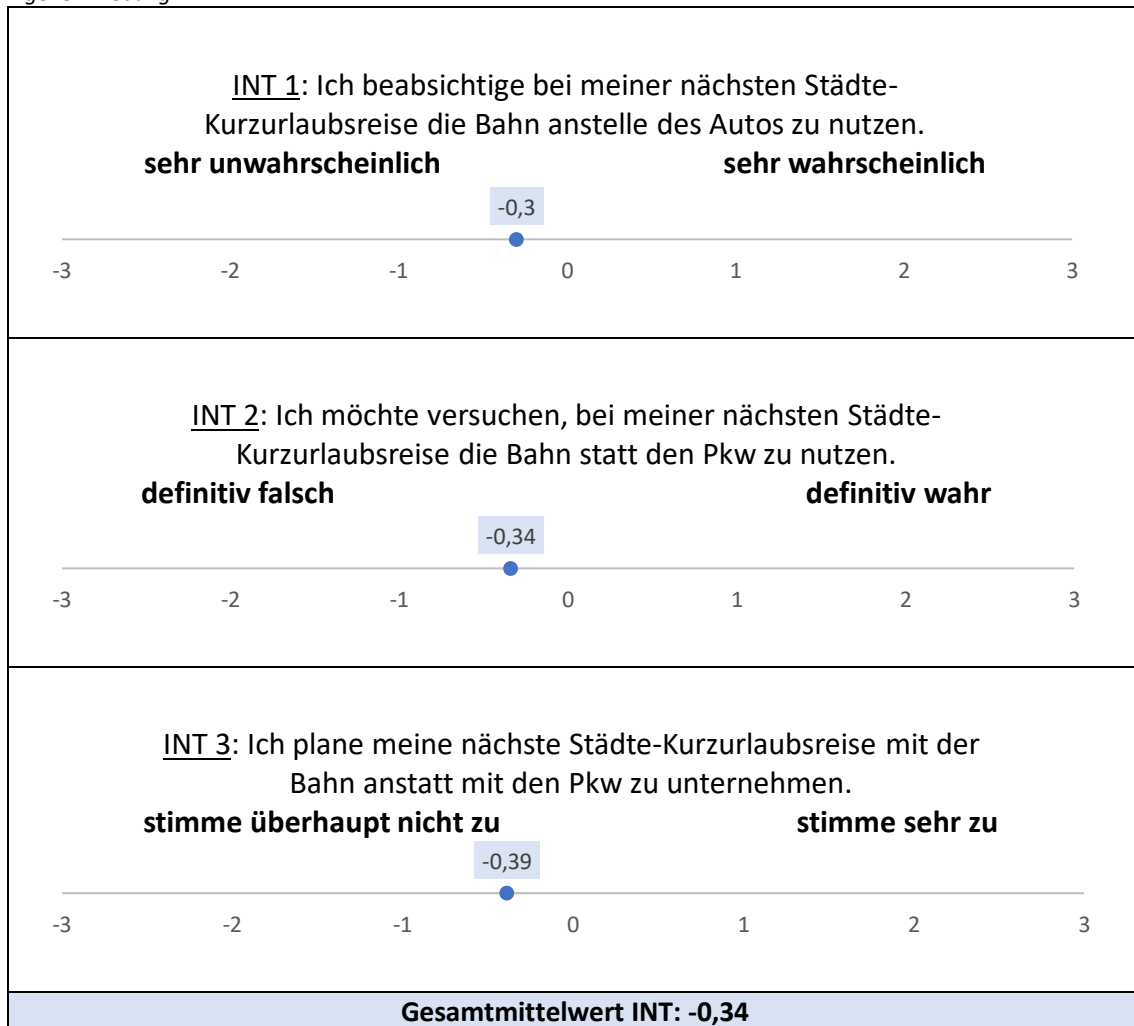 INT 1: Ich beabsichtige bei meiner nächsten Städte-
Kurzurlaubsreise die Bahn anstelle des Autos zu nutzen.
sehr unwahrscheinlich sehr wahrscheinlich
-0,3
-3 -2 -1 0 1 2 3
INT 2: Ich möchte versuchen, bei meiner nächsten Städte-
Kurzurlaubsreise die Bahn statt den Pkw zu nutzen.
definitiv falsch definitiv wahr
-0,34
-3 -2 -1 0 1 2 3
INT 3: Ich plane meine nächste Städte-Kurzurlaubsreise mit der
Bahn anstatt mit den Pkw zu unternehmen.
stimme überhaupt nicht zu stimme sehr zu
-0,39
-3 -2 -1 0 1 2 3
Gesamtmittelwert INT: -0,34